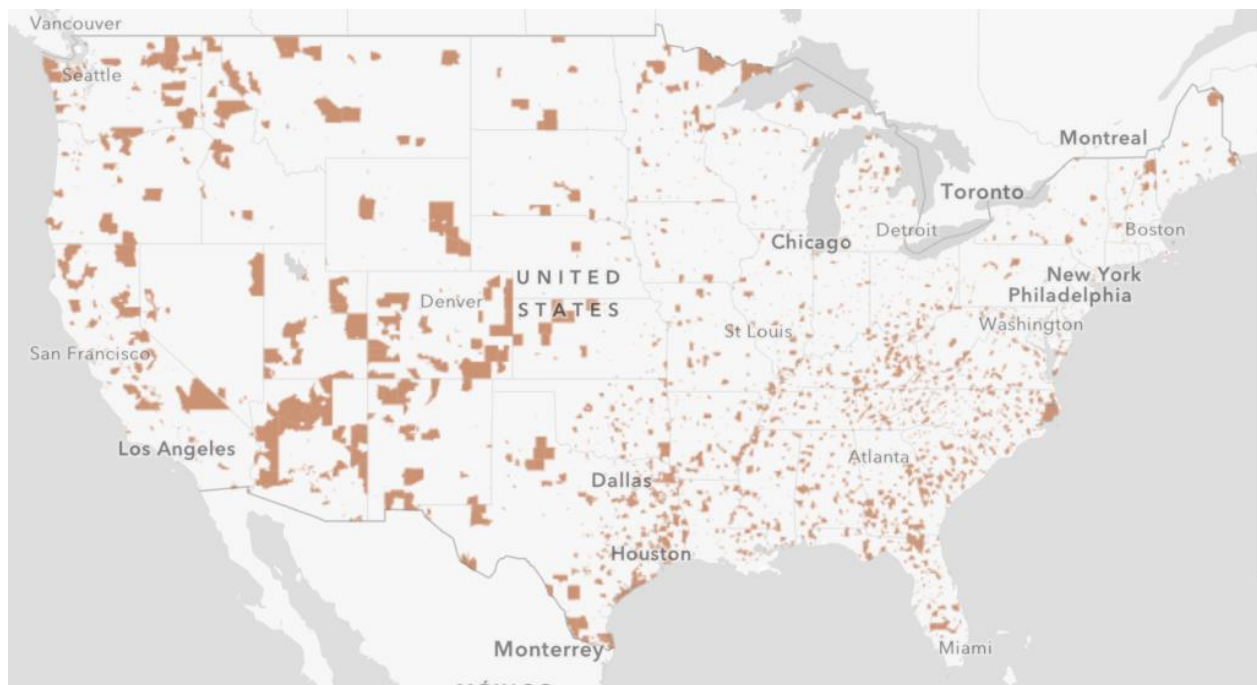 Vancouver
Seattle
Montreal
Toronto
Detroit
Boston
Chicago
New York
UNITED
STATES
Denver
Philadelphia
Washington
St Louis
San Francisco
Los Angeles
Atlanta
Dallas
Houston
Monterrey
Miami
MÉXICO